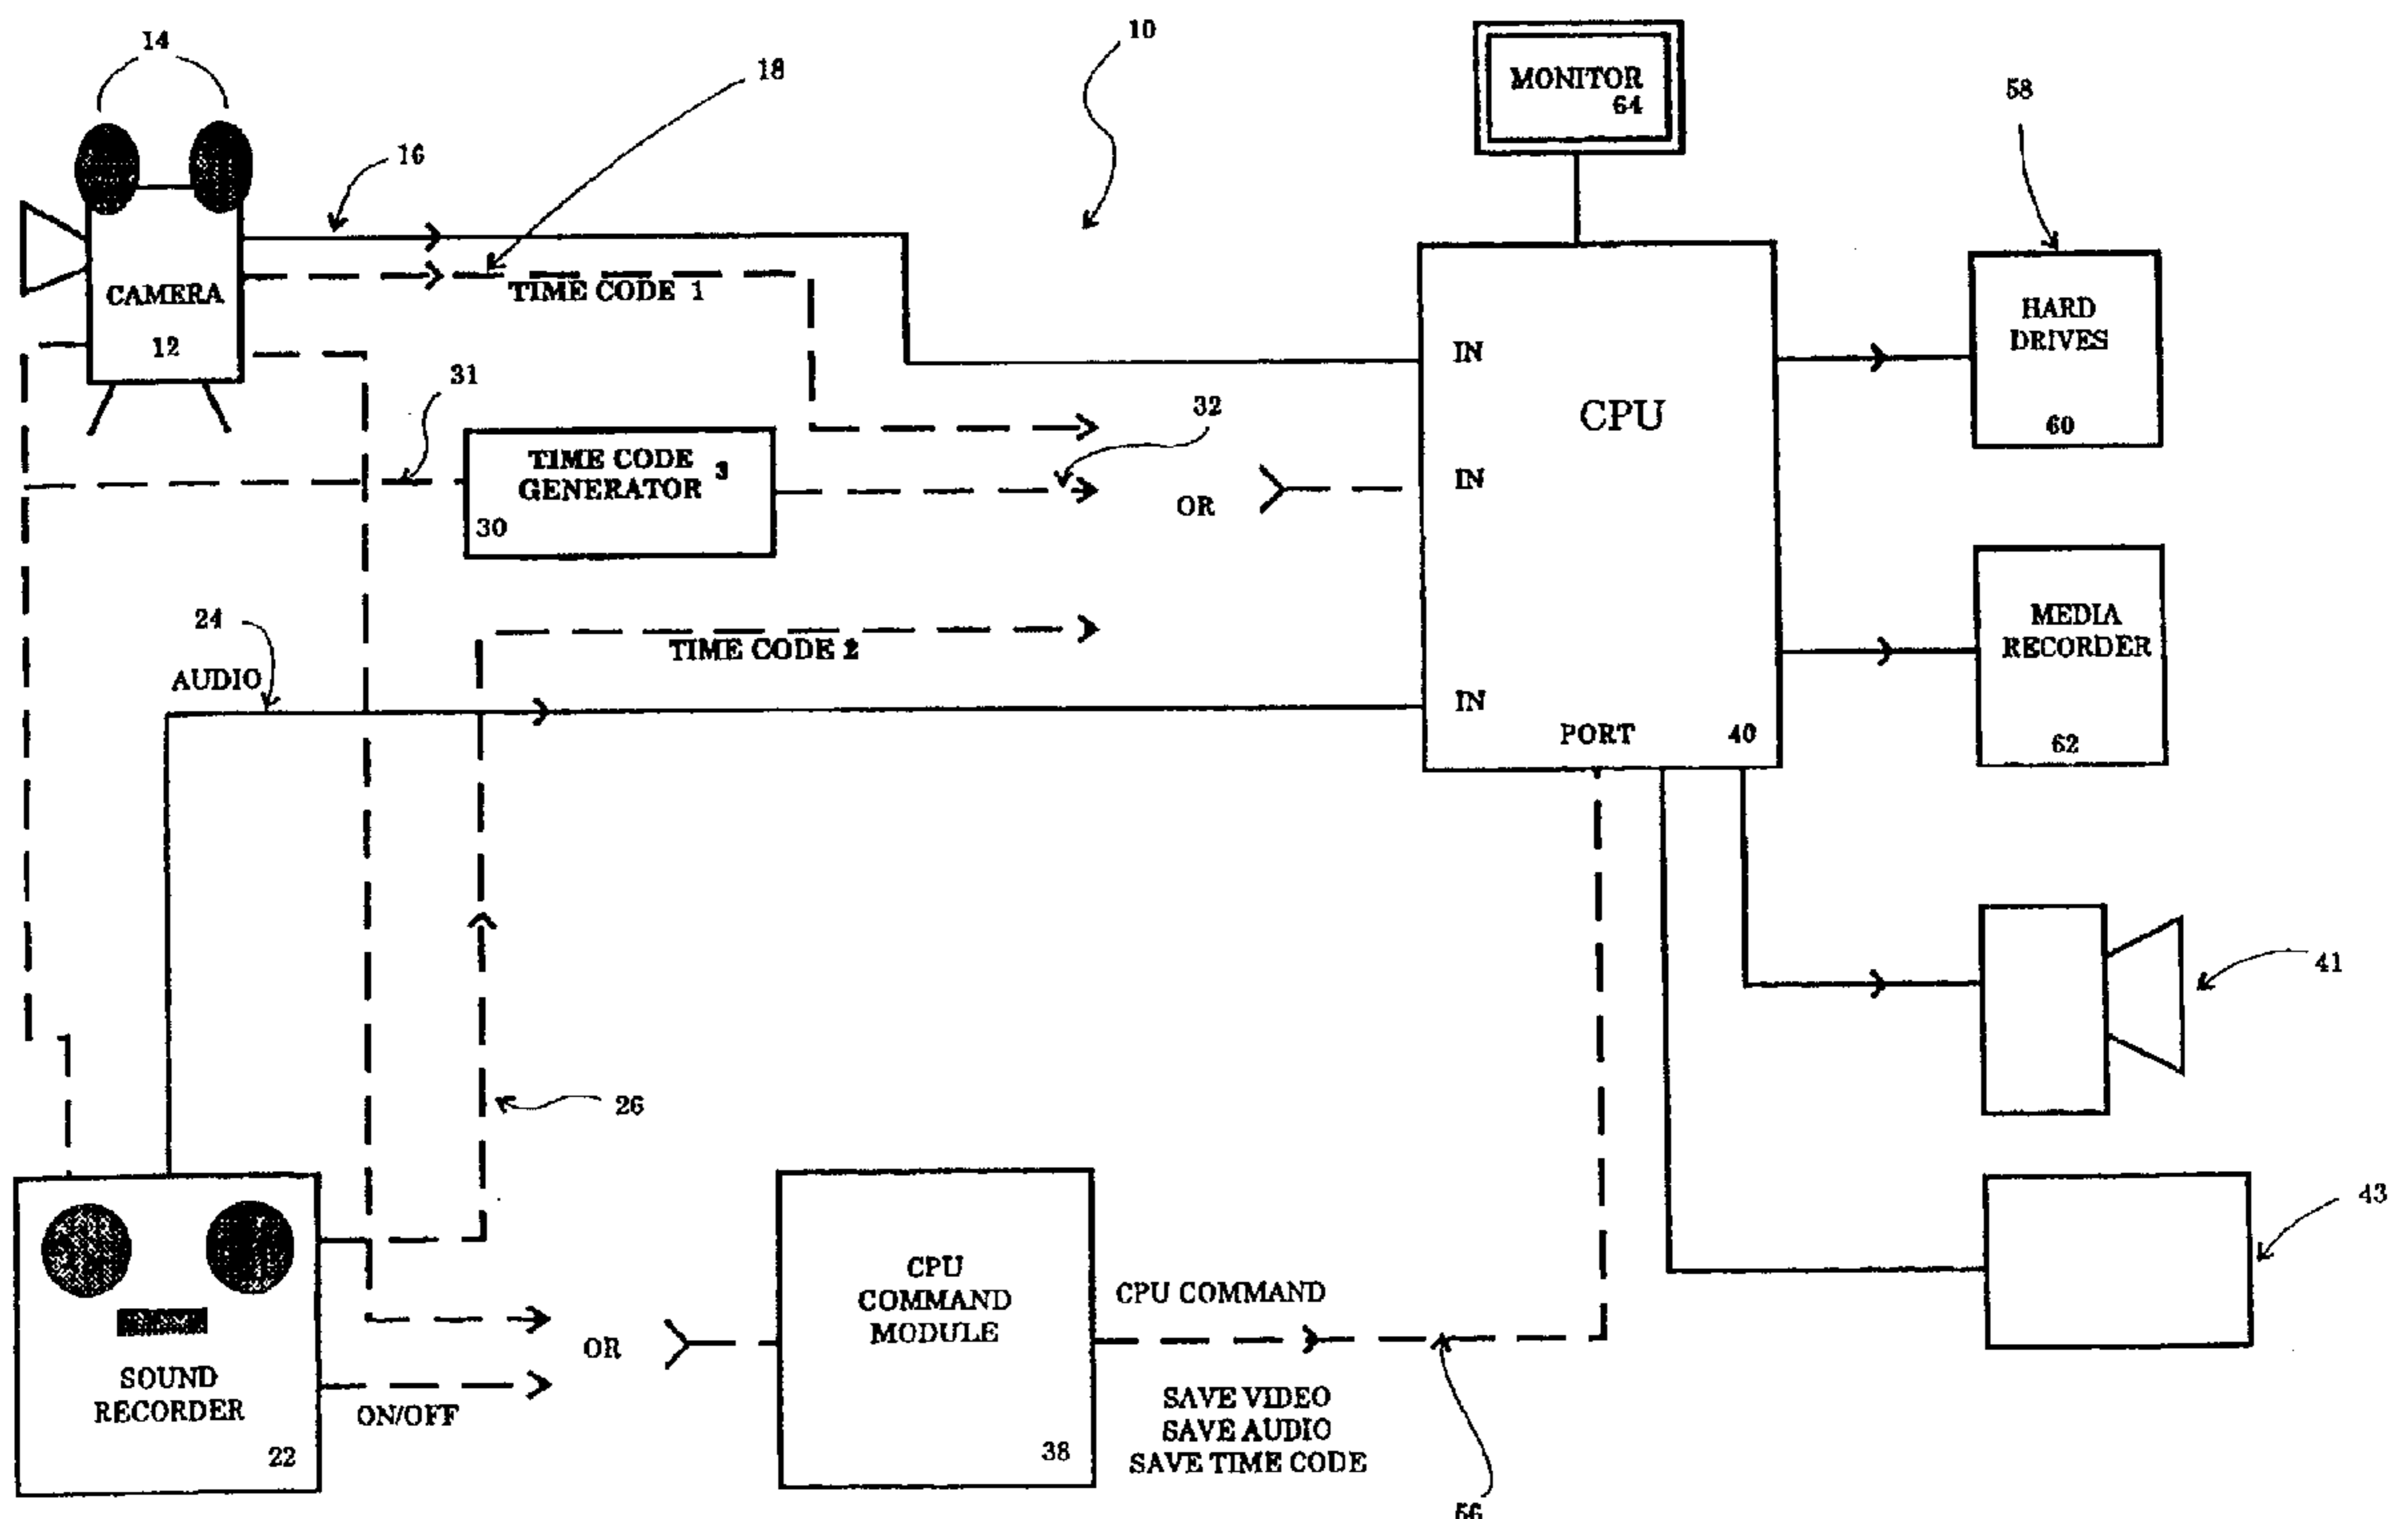 14
18
10
MONITOR
64
58
16
CAMERA
12
TIME CODE 1
HARD
DRIVES
60
31
32
IN
CPU
TIME CODE
GENERATOR 3
30
OR
IN
24
AUDIO
TIME CODE 2
MEDIA
RECORDER
62
IN
PORT
40
41
26
43
CPU
COMMAND
MODULE
38
CPU COMMAND
OR
SOUND
RECORDER
22
ON/OFF
SAVE VIDEO
SAVE AUDIO
SAVE TIME CODE
56